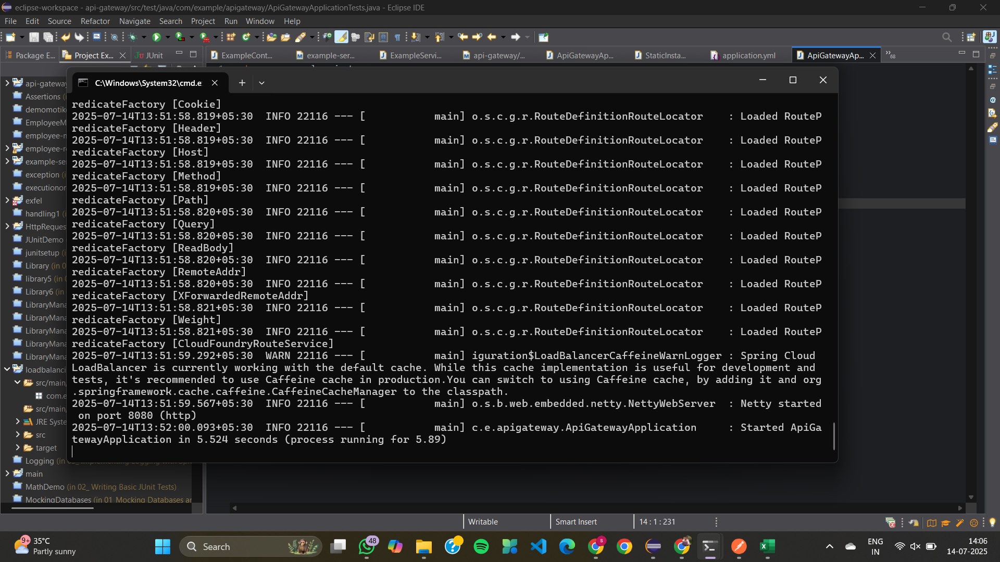 eclipse-workspace - api-gateway/src/test/java/com/example/apigateway/ApiGatewayApplicationTests.java - Eclipse IDE
File Edit Source Refactor Navigate Search Project Run Window Help
Package E... Project Ex... JUnit ExampleCont... example-ser... ExampleServi... api-gateway/... ApiGatewayAp... StaticInsta... application.yml ApiGatewayAp... »68
C:\Windows\System32\cmd.e
api-gateway
Assertions (i
demomotik
EmployeeM
employee-r
example-se
exception (i
executionor
exfel
handling1 (i
HttpReques
JUnitDemo
junitsetup (i
Library (in 0
library5 (in (
Library6 (in
LibraryMana
LibraryMana
LibraryMana
LibraryMana
LibraryMana
loadbalanci
src/main/
com.e
src/main/
JRE Syste
src
target
Logging (in
main
MathDemo (in 02_ Writing Basic JUnit Tests)
MockingDatabases (in 01 Mocking Databases ar
redicateFactory [Cookie]
2025-07-14T13:51:58.819+05:30  INFO 22116 --- [           main] o.s.c.g.r.RouteDefinitionRouteLocator    : Loaded RouteP
redicateFactory [Header]
2025-07-14T13:51:58.819+05:30  INFO 22116 --- [           main] o.s.c.g.r.RouteDefinitionRouteLocator    : Loaded RouteP
redicateFactory [Host]
2025-07-14T13:51:58.819+05:30  INFO 22116 --- [           main] o.s.c.g.r.RouteDefinitionRouteLocator    : Loaded RouteP
redicateFactory [Method]
2025-07-14T13:51:58.819+05:30  INFO 22116 --- [           main] o.s.c.g.r.RouteDefinitionRouteLocator    : Loaded RouteP
redicateFactory [Path]
2025-07-14T13:51:58.820+05:30  INFO 22116 --- [           main] o.s.c.g.r.RouteDefinitionRouteLocator    : Loaded RouteP
redicateFactory [Query]
2025-07-14T13:51:58.820+05:30  INFO 22116 --- [           main] o.s.c.g.r.RouteDefinitionRouteLocator    : Loaded RouteP
redicateFactory [ReadBody]
2025-07-14T13:51:58.820+05:30  INFO 22116 --- [           main] o.s.c.g.r.RouteDefinitionRouteLocator    : Loaded RouteP
redicateFactory [RemoteAddr]
2025-07-14T13:51:58.820+05:30  INFO 22116 --- [           main] o.s.c.g.r.RouteDefinitionRouteLocator    : Loaded RouteP
redicateFactory [XForwardedRemoteAddr]
2025-07-14T13:51:58.821+05:30  INFO 22116 --- [           main] o.s.c.g.r.RouteDefinitionRouteLocator    : Loaded RouteP
redicateFactory [Weight]
2025-07-14T13:51:58.821+05:30  INFO 22116 --- [           main] o.s.c.g.r.RouteDefinitionRouteLocator    : Loaded RouteP
redicateFactory [CloudFoundryRouteService]
2025-07-14T13:51:59.292+05:30  WARN 22116 --- [           main] iguration$LoadBalancerCaffeineWarnLogger : Spring Cloud
LoadBalancer is currently working with the default cache. While this cache implementation is useful for development and
tests, it's recommended to use Caffeine cache in production.You can switch to using Caffeine cache, by adding it and org
.springframework.cache.caffeine.CaffeineCacheManager to the classpath.
2025-07-14T13:51:59.567+05:30  INFO 22116 --- [           main] o.s.b.web.embedded.netty.NettyWebServer  : Netty started
on port 8080 (http)
2025-07-14T13:52:00.093+05:30  INFO 22116 --- [           main] c.e.apigateway.ApiGatewayApplication     : Started ApiGa
tewayApplication in 5.524 seconds (process running for 5.89)
Writable Smart Insert 14 : 1 : 231
9+ 35°C
Partly sunny
Search
48
ENG
IN
14:06
14-07-2025